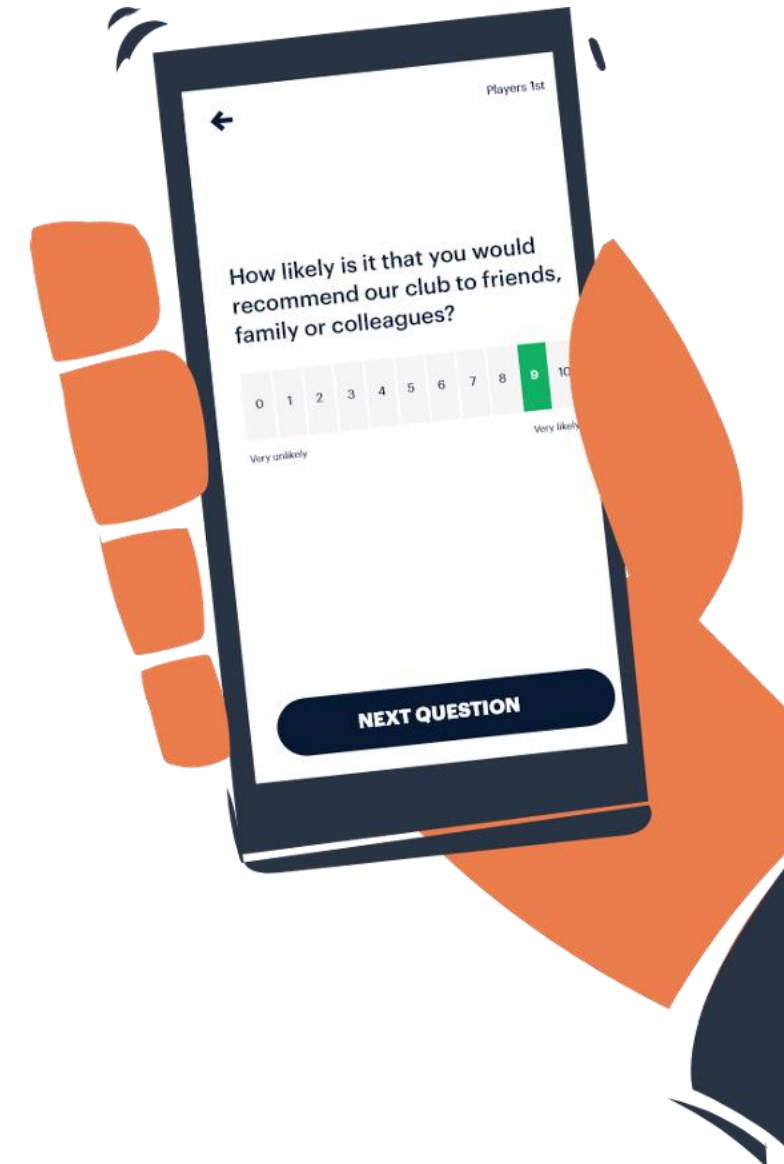 Players 1st
How likely is it that you would
recommend our club to friends,
family or colleagues?
0 1 2 3 4 5 6 7 8 9 10
Very unlikely
Very likely
NEXT QUESTION